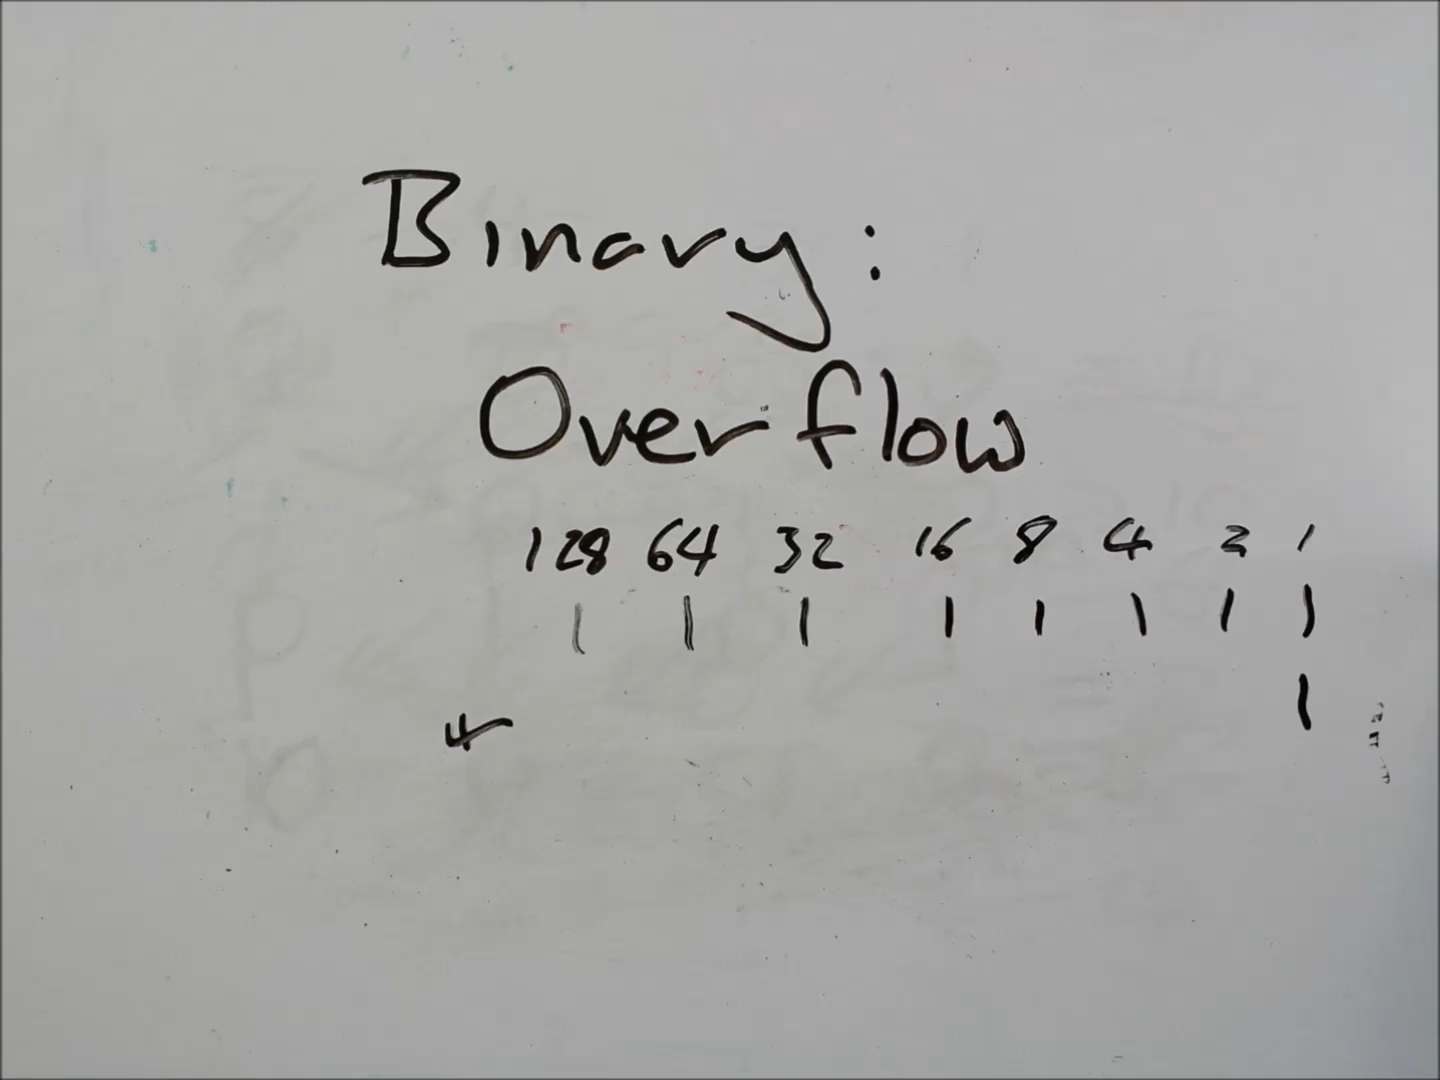 Binary:
Overflow
128 64 32 16 8 4 2 1
1 1 1 1 1 1 1 1
+ 1